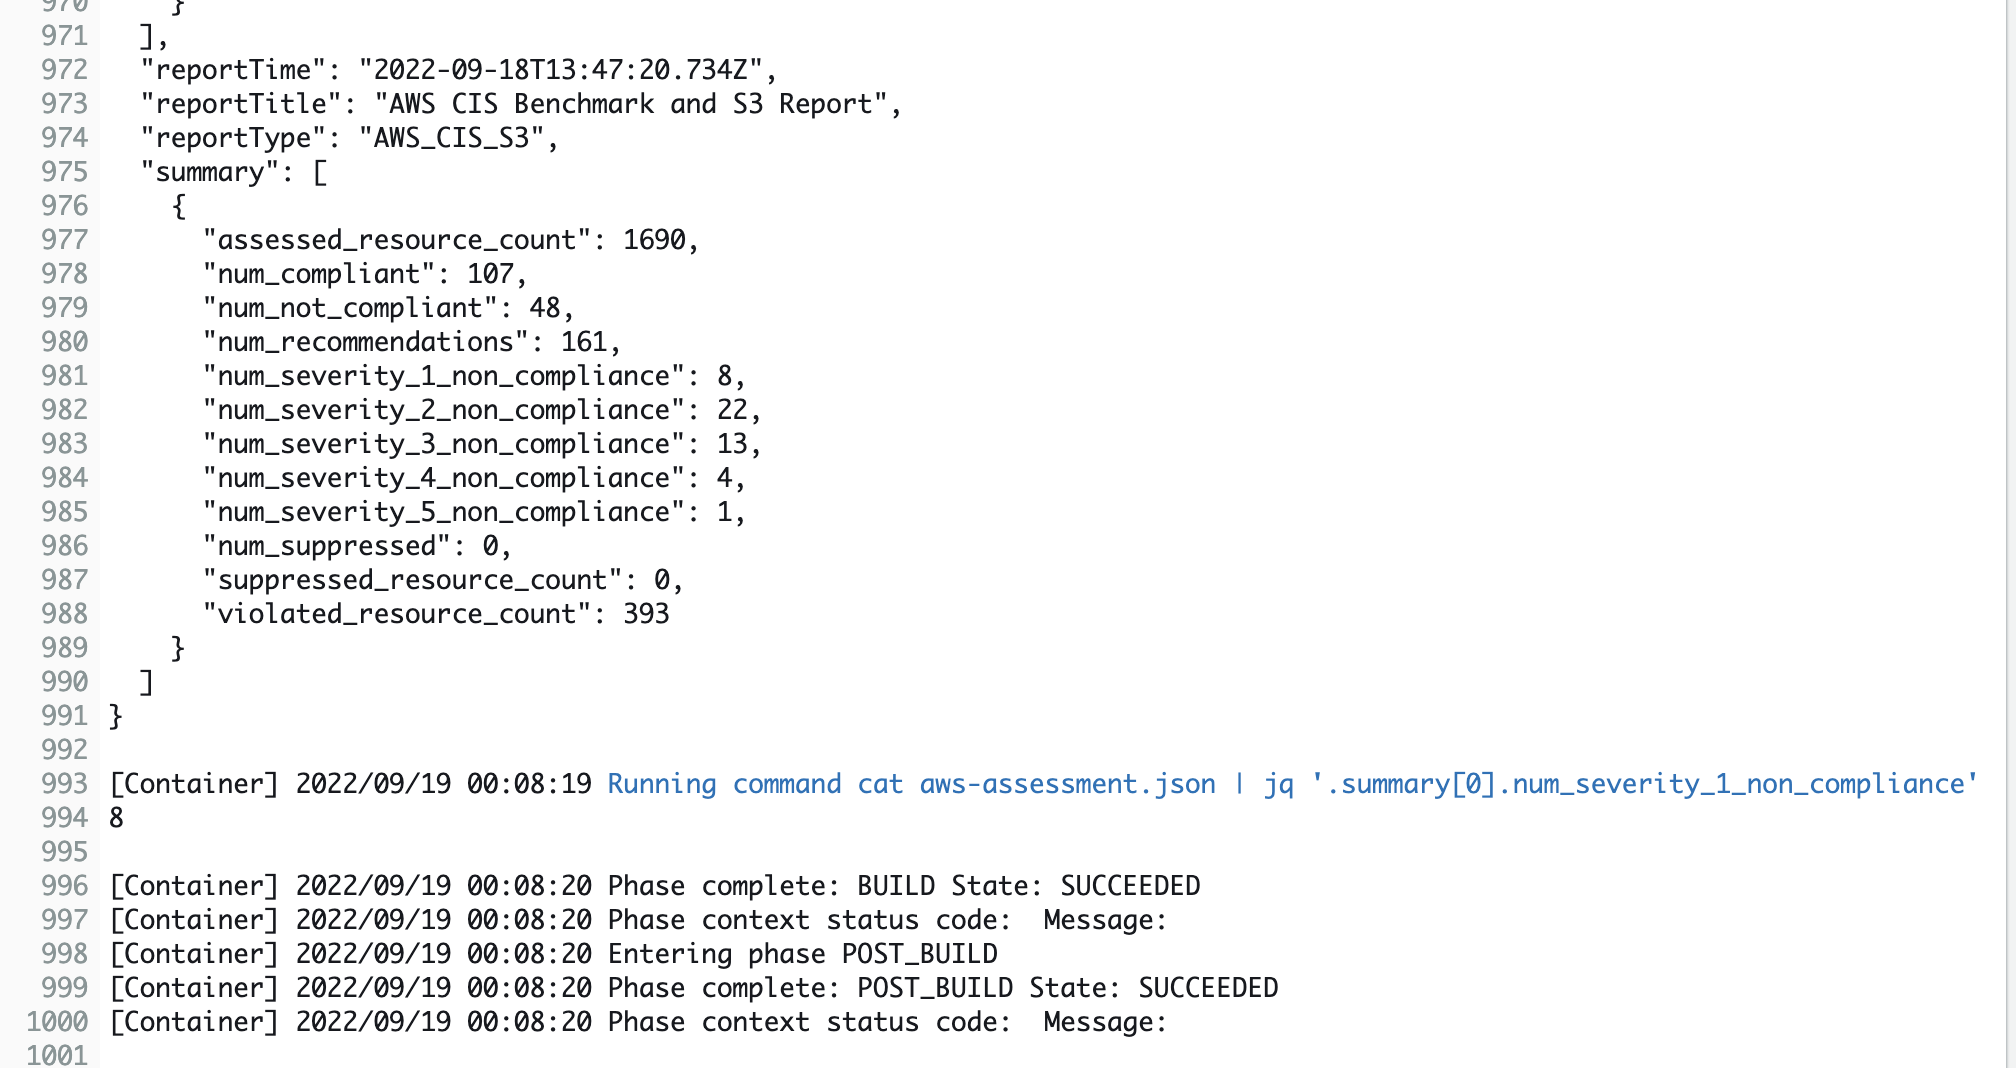 970     }
971   ],
972   "reportTime": "2022-09-18T13:47:20.734Z",
973   "reportTitle": "AWS CIS Benchmark and S3 Report",
974   "reportType": "AWS_CIS_S3",
975   "summary": [
976     {
977       "assessed_resource_count": 1690,
978       "num_compliant": 107,
979       "num_not_compliant": 48,
980       "num_recommendations": 161,
981       "num_severity_1_non_compliance": 8,
982       "num_severity_2_non_compliance": 22,
983       "num_severity_3_non_compliance": 13,
984       "num_severity_4_non_compliance": 4,
985       "num_severity_5_non_compliance": 1,
986       "num_suppressed": 0,
987       "suppressed_resource_count": 0,
988       "violated_resource_count": 393
989     }
990   ]
991 }
992
993 [Container] 2022/09/19 00:08:19 Running command cat aws-assessment.json | jq '.summary[0].num_severity_1_non_compliance'
994 8
995
996 [Container] 2022/09/19 00:08:20 Phase complete: BUILD State: SUCCEEDED
997 [Container] 2022/09/19 00:08:20 Phase context status code:  Message:
998 [Container] 2022/09/19 00:08:20 Entering phase POST_BUILD
999 [Container] 2022/09/19 00:08:20 Phase complete: POST_BUILD State: SUCCEEDED
1000 [Container] 2022/09/19 00:08:20 Phase context status code:  Message:
1001